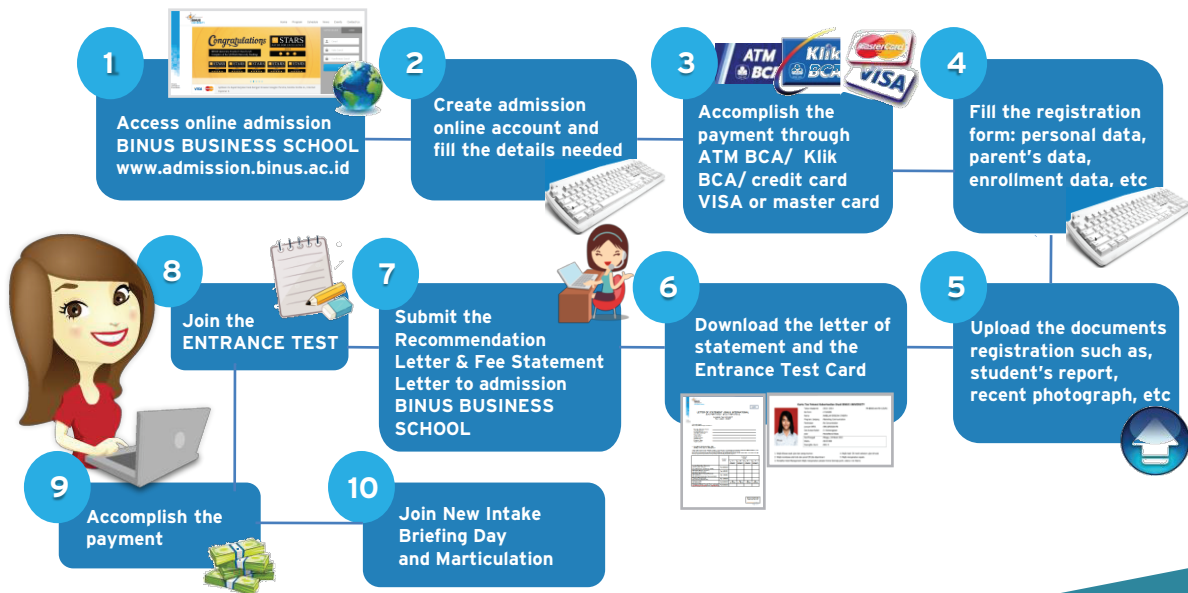 1
Congratulations
STARS
Access online admission
BINUS BUSINESS SCHOOL
www.admission.binus.ac.id
2
Create admission
online account and
fill the details needed
3
ATM
BCA
Klik
BCA
MasterCard
VISA
Accomplish the
payment through
ATM BCA/ Klik
BCA/ credit card
VISA or master card
4
Fill the registration
form: personal data,
parent's data,
enrollment data, etc
5
Upload the documents
registration such as,
student's report,
recent photograph, etc
6
Download the letter of
statement and the
Entrance Test Card
7
Submit the
Recommendation
Letter & Fee Statement
Letter to admission
BINUS BUSINESS
SCHOOL
8
Join the
ENTRANCE TEST
9
Accomplish the
payment
10
Join New Intake
Briefing Day
and Marticulation